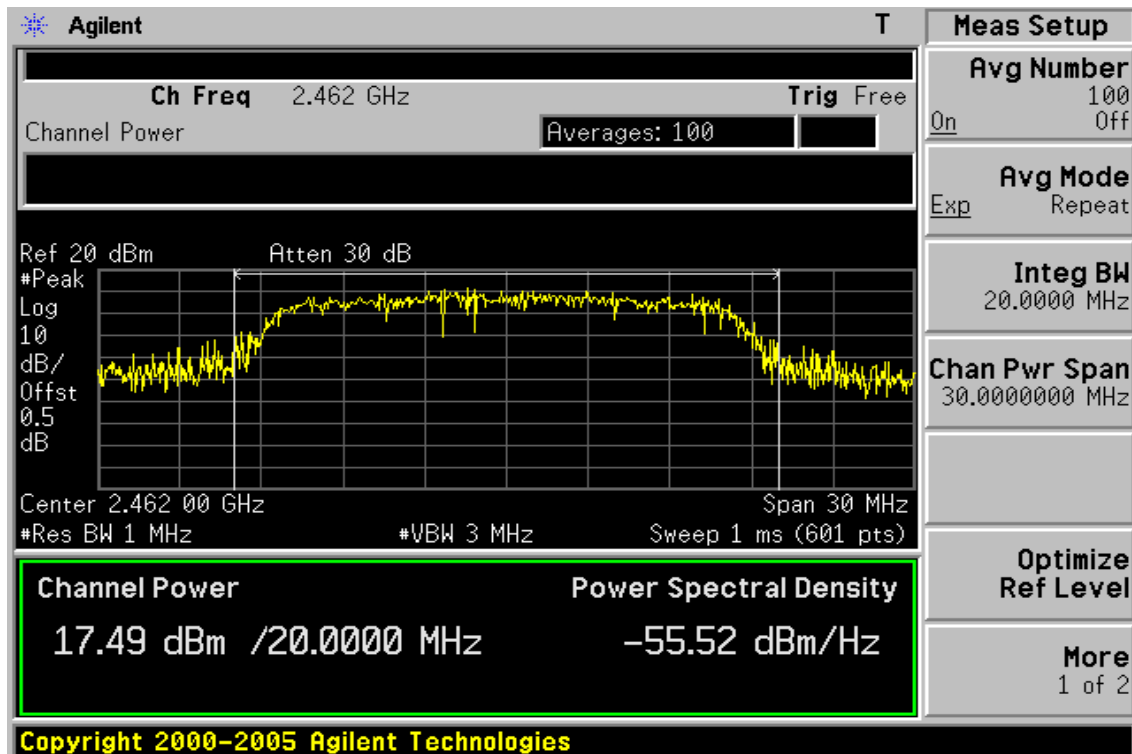 Agilent T
Ch Freq 2.462 GHz Trig Free
Channel Power Averages: 100
Ref 20 dBm Atten 30 dB
#Peak
Log
10
dB/
Offst
0.5
dB
Center 2.462 00 GHz Span 30 MHz
#Res BW 1 MHz #VBW 3 MHz Sweep 1 ms (601 pts)
Channel Power Power Spectral Density
17.49 dBm /20.0000 MHz -55.52 dBm/Hz
Copyright 2000-2005 Agilent Technologies
Meas Setup
Avg Number
100
On Off
Avg Mode
Exp Repeat
Integ BW
20.0000 MHz
Chan Pwr Span
30.0000000 MHz
Optimize
Ref Level
More
1 of 2